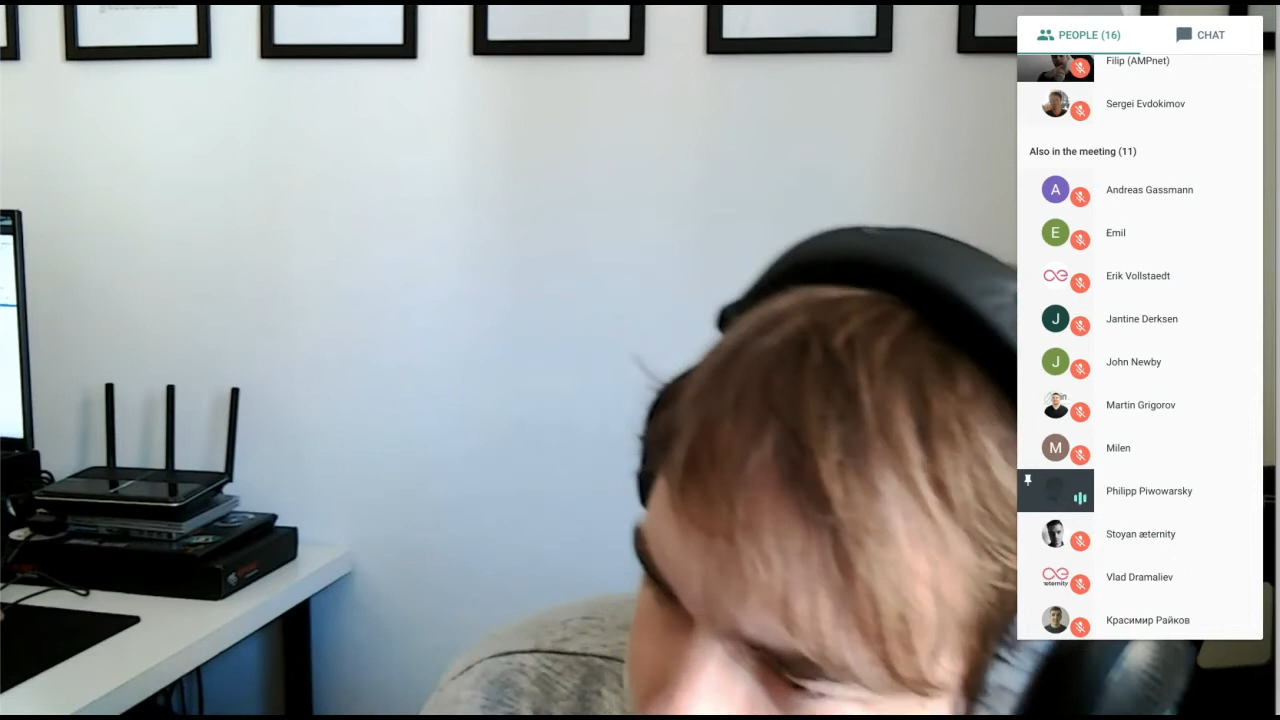 PEOPLE (16)
CHAT
Filip (AMPnet)
Sergei Evdokimov
Also in the meeting (11)
A
Andreas Gassmann
E
Emil
Erik Vollstaedt
J
Jantine Derksen
J
John Newby
Martin Grigorov
M
Milen
Philipp Piwowarsky
Stoyan æternity
æternity
Vlad Dramaliev
Красимир Райков